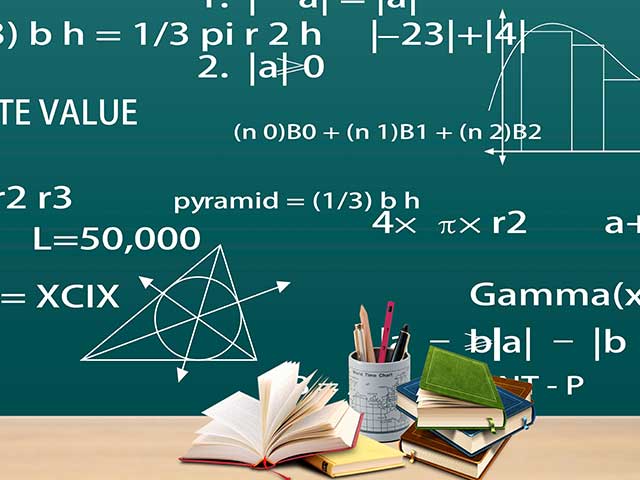 1. |−a| = |a|
3) b h = 1/3 pi r 2 h |−23|+|4|
2. |a|≥0
TE VALUE
(n 0)B0 + (n 1)B1 + (n 2)B2
r2 r3
pyramid = (1/3) b h
4× π× r2 a+
L=50,000
= XCIX
Gamma(x
|a − b|a| − |b
NT - P
World Time Chart